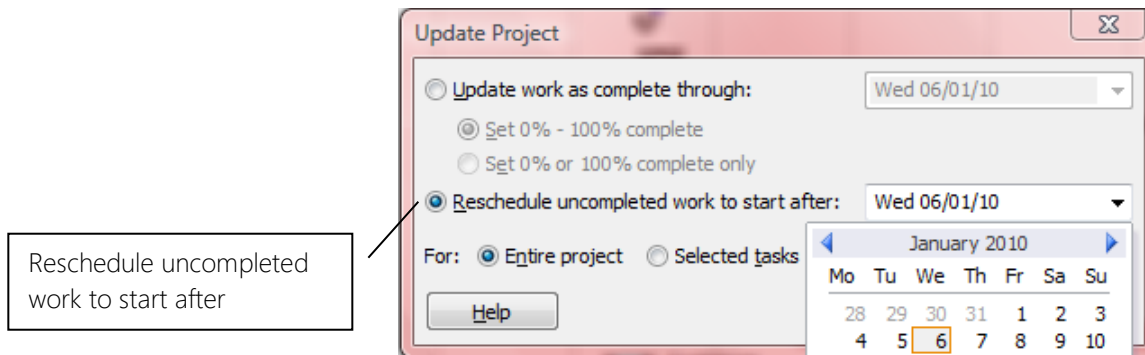 Update Project
Update work as complete through: Wed 06/01/10
Set 0% - 100% complete
Set 0% or 100% complete only
Reschedule uncompleted work to start after: Wed 06/01/10
Reschedule uncompleted
work to start after
For: Entire project Selected tasks
January 2010
Mo Tu We Th Fr Sa Su
28 29 30 31 1 2 3
4 5 6 7 8 9 10
Help